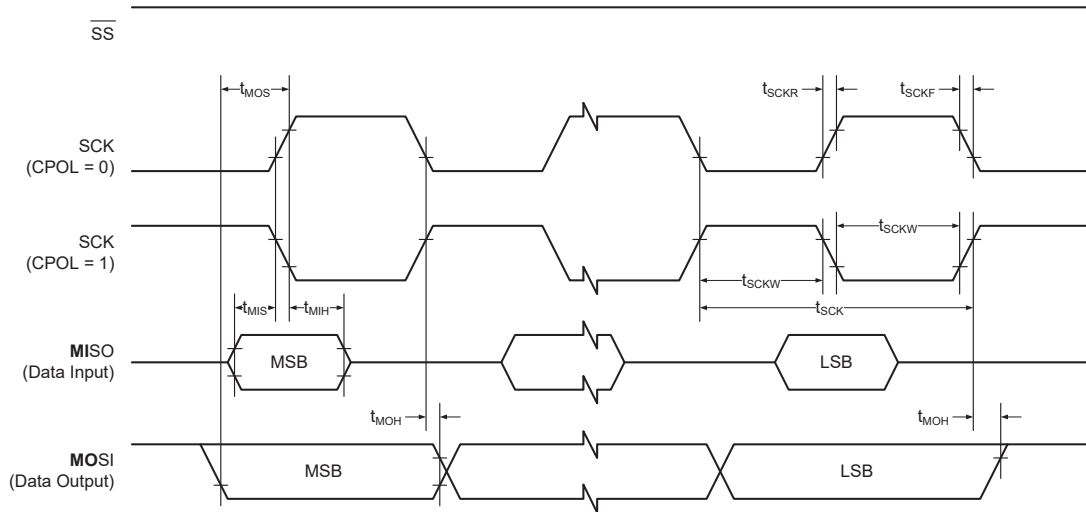 SS
tMOS
tSCKR
tSCKF
SCK
(CPOL = 0)
SCK
(CPOL = 1)
tSCKW
tSCKW
tMIS
tMIH
tSCK
MISO
(Data Input)
MSB
LSB
tMOH
tMOH
MOSI
(Data Output)
MSB
LSB